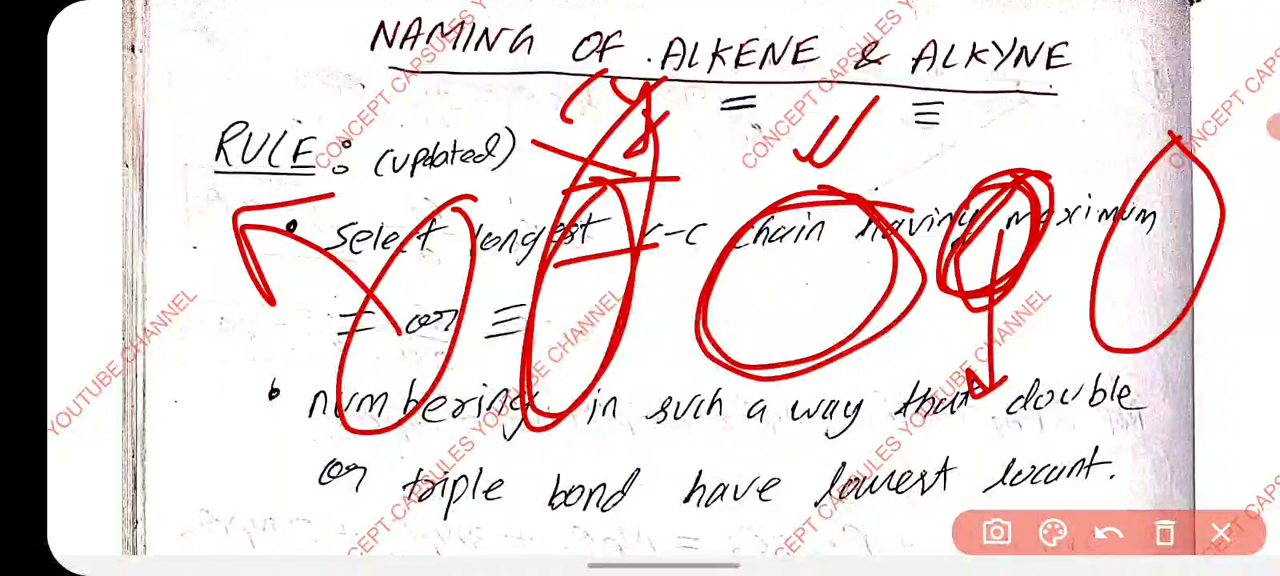 NAMING OF ALKENE & ALKYNE
= ≡
RULE : (updated)
• Select longest C-C chain having maximum
= or ≡
• numbering in such a way that double
or triple bond have lowest locant.
CONCEPT CAPSULES YOUTUBE CHANNEL